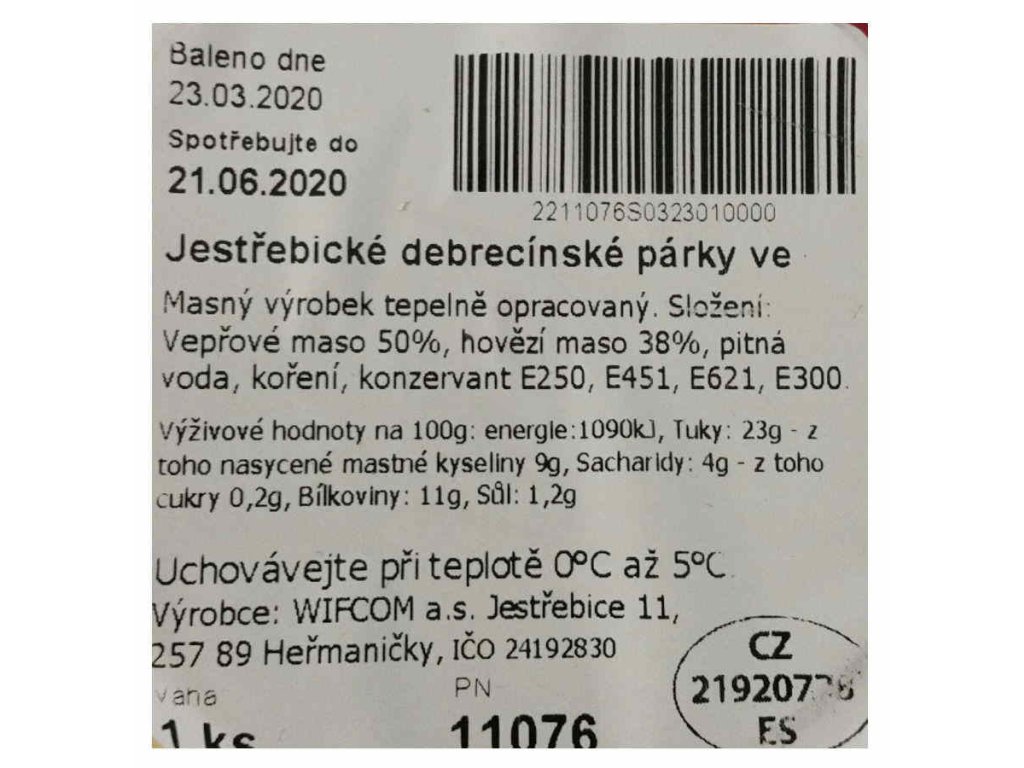 Baleno dne
23.03.2020
Spotřebujte do
21.06.2020
2211076S0323010000
Jestřebické debrecínské párky ve
Masný výrobek tepelně opracovaný. Složení:
Vepřové maso 50%, hovězí maso 38%, pitná
voda, koření, konzervant E250, E451, E621, E300.
Výživové hodnoty na 100g: energie:1090kJ, Tuky: 23g - z
toho nasycené mastné kyseliny 9g, Sacharidy: 4g - z toho
cukry 0,2g, Bílkoviny: 11g, Sůl: 1,2g
Uchovávejte při teplotě 0°C až 5°C.
Výrobce: WIFCOM a.s. Jestřebice 11,
257 89 Heřmaničky, IČO 24192830
Váha
PN
1 ks
11076
CZ
ES